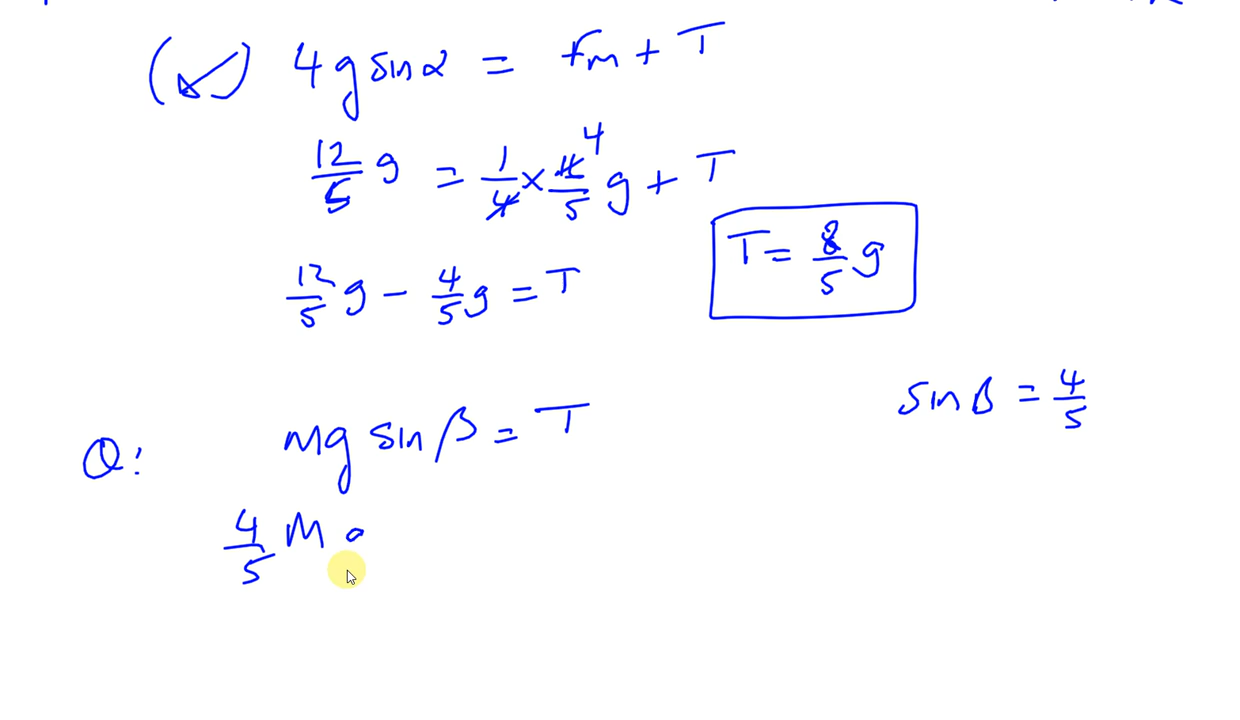 (↙) 4g sin α = Fm + T
12/5 g = 1/4 × 16/5 4 g + T
12/5 g − 4/5 g = T
T = 8/5 g
sin β = 4/5
Q: mg sin β = T
4/5 M